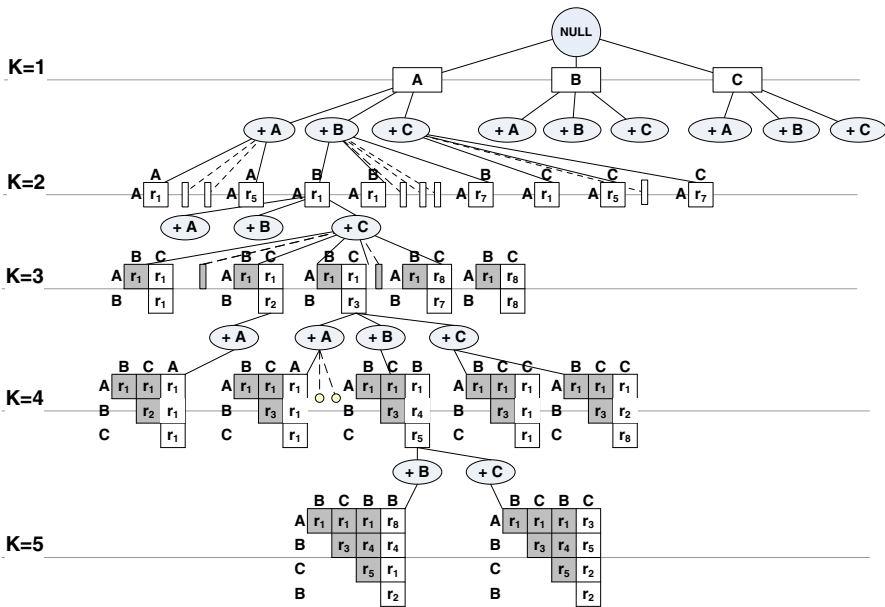 NULL
K=1
A B C
+ A + B + C + A + B + C + A + B + C
A A B B B C C C
K=2
A r1 A r5 A r1 A r1 A r7 A r1 A r5 A r7
+ A + B + C
B C B C B C B C B C
K=3
A r1 r1 A r1 r1 A r1 r1 A r1 r8 A r1 r8
B r1 B r2 B r3 B r7 B r8
+ A + A + B + C
B C A B C A B C B B C C B C C
A r1 r1 r1 A r1 r1 r1 A r1 r1 r1 A r1 r1 r1 A r1 r1 r1
K=4
B r2 r1 B r3 r1 B r3 r4 B r3 r1 B r3 r2
C r1 C r1 C r5 C r1 C r8
+ B + C
B C B B B C B C
A r1 r1 r1 r8 A r1 r1 r1 r3
K=5
B r3 r4 r4 B r3 r4 r5
C r5 r1 C r5 r2
B r2 B r2